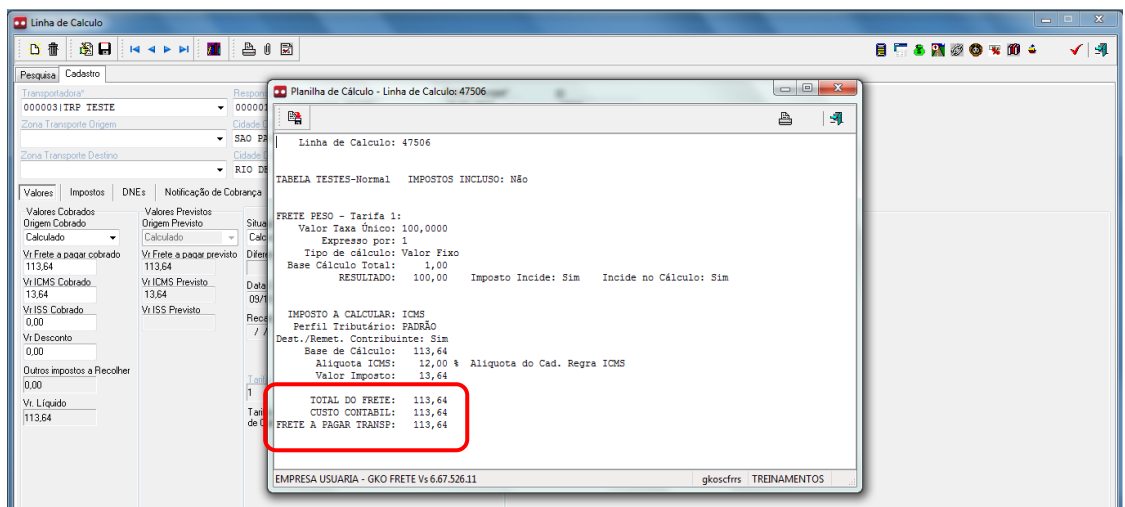 Linha de Calculo
Pesquisa Cadastro
Transportadora*
000003|TRP TESTE
Zona Transporte Origem
Zona Transporte Destino
Valores Impostos DNEs Notificação de Cobrança
Valores Cobrados Valores Previstos
Origem Cobrado Origem Previsto
Calculado Calculado
Vr Frete a pagar cobrado Vr Frete a pagar previsto
113,64 113,64
Vr ICMS Cobrado Vr ICMS Previsto
13,64 13,64
Vr ISS Cobrado Vr ISS Previsto
0,00
Vr Desconto
0,00
Outros impostos a Recolher
0,00
Vr. Líquido
113,64
Data
1
Planilha de Cálculo - Linha de Calculo: 47506
Linha de Calculo: 47506
TABELA TESTES-Normal IMPOSTOS INCLUSO: Não
FRETE PESO - Tarifa 1:
Valor Taxa Único: 100,0000
Expresso por: 1
Tipo de cálculo: Valor Fixo
Base Cálculo Total: 1,00
RESULTADO: 100,00 Imposto Incide: Sim Incide no Cálculo: Sim
IMPOSTO A CALCULAR: ICMS
Perfil Tributário: PADRÃO
Dest./Remet. Contribuinte: Sim
Base de Cálculo: 113,64
Aliquota ICMS: 12,00 % Aliquota do Cad. Regra ICMS
Valor Imposto: 13,64
TOTAL DO FRETE: 113,64
CUSTO CONTABIL: 113,64
FRETE A PAGAR TRANSP: 113,64
EMPRESA USUARIA - GKO FRETE Vs 6.67.526.11 gkoscfrrs TREINAMENTOS